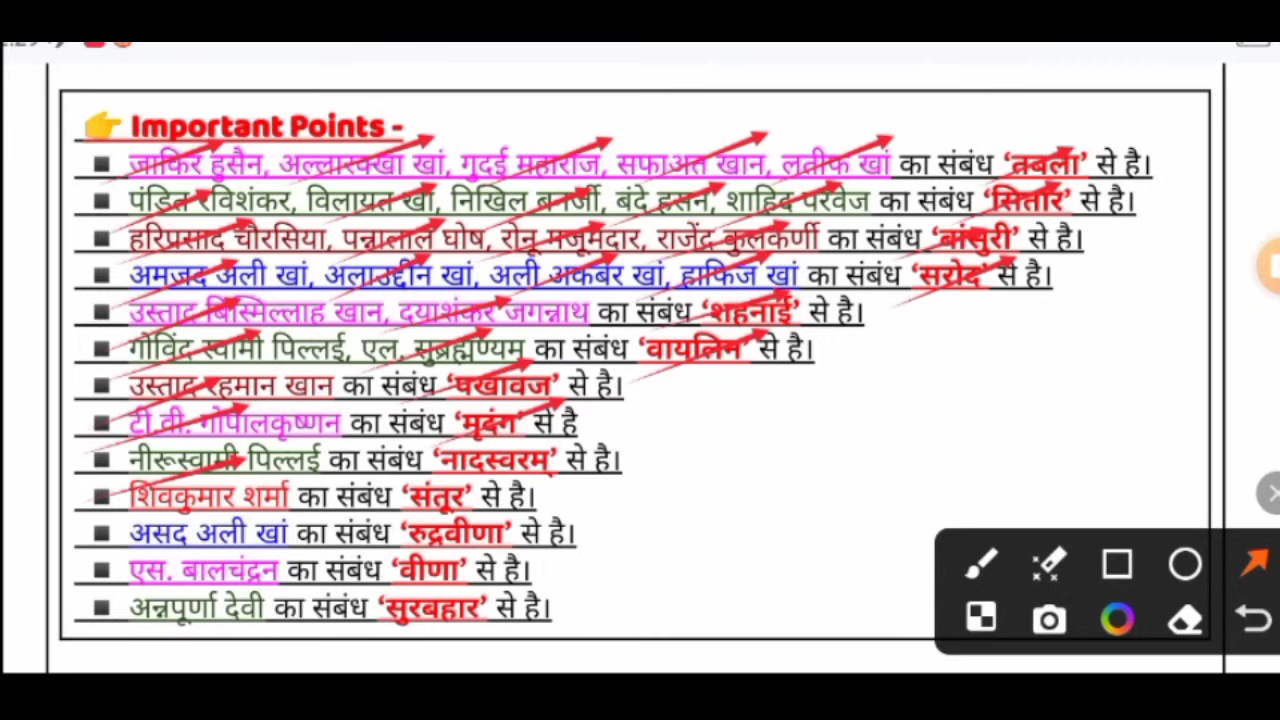 👉 Important Points -
▪ जाकिर हुसैन, अल्लारक्खा खां, गुदई महाराज, सफाअत खान, लतीफ खां का संबंध ‘तबला’ से है।
▪ पंडित रविशंकर, विलायत खां, निखिल बनर्जी, बंदे हसन, शाहिद परवेज का संबंध ‘सितार’ से है।
▪ हरिप्रसाद चौरसिया, पन्नालाल घोष, रोनू मजूमदार, राजेंद्र कुलकर्णी का संबंध ‘बांसुरी’ से है।
▪ अमजद अली खां, अलाउद्दीन खां, अली अकबर खां, हाफिज खां का संबंध ‘सरोद’ से है।
▪ उस्ताद बिस्मिल्लाह खान, दयाशंकर जगन्नाथ का संबंध ‘शहनाई’ से है।
▪ गोविंद स्वामी पिल्लई, एल. सुब्रह्मण्यम का संबंध ‘वायलिन’ से है।
▪ उस्ताद रहमान खान का संबंध ‘पखावज’ से है।
▪ टी.वी. गोपालकृष्णन का संबंध ‘मृदंग’ से है
▪ नीरूस्वामी पिल्लई का संबंध ‘नादस्वरम्’ से है।
▪ शिवकुमार शर्मा का संबंध ‘संतूर’ से है।
▪ असद अली खां का संबंध ‘रुद्रवीणा’ से है।
▪ एस. बालचंद्रन का संबंध ‘वीणा’ से है।
▪ अन्नपूर्णा देवी का संबंध ‘सुरबहार’ से है।